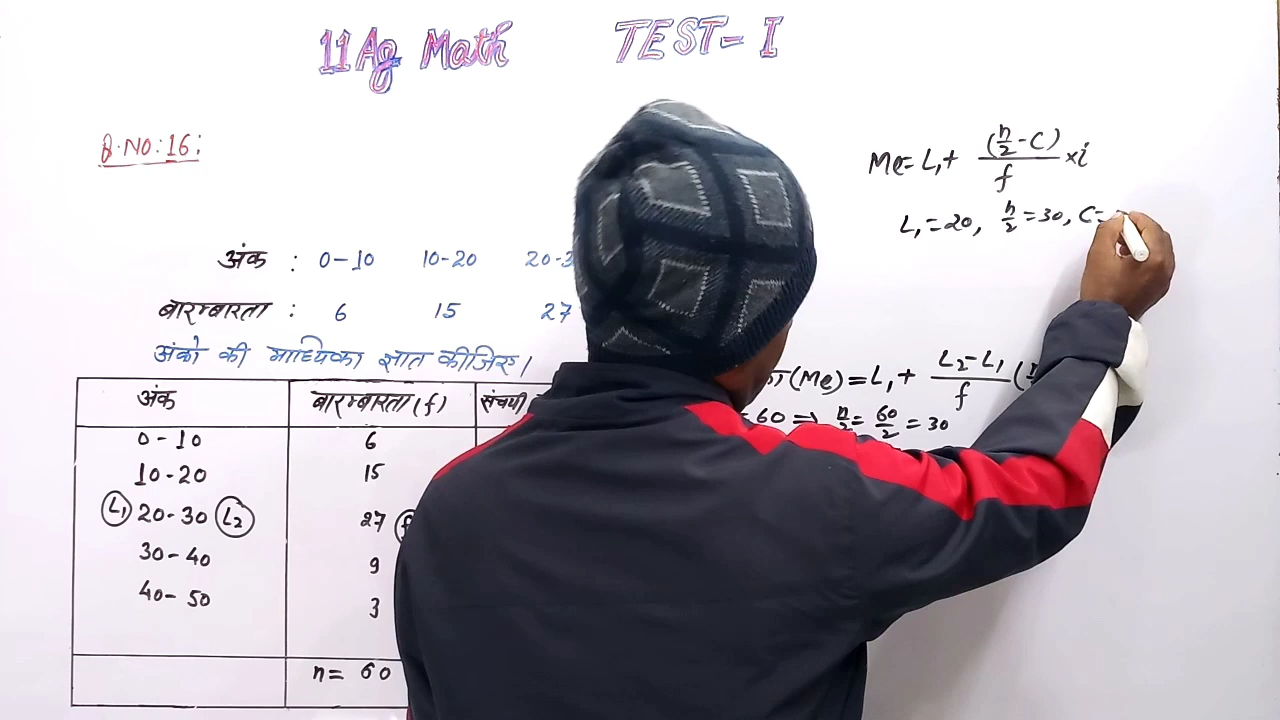 11 Ag Math TEST= I
Q.NO:16:
Me= L₁+ (n/2 - C)/f ×i
L₁=20, n/2=30, C=
अंक : 0-10 10-20 20-3
बारम्बारता : 6 15 27
अंको की माध्यिका ज्ञात कीजिए।
(Me)=L₁+ L₂-L₁/f (
=60 ⇒ n/2 = 60/2 = 30
अंक बारम्बारता(f) संचयी
0-10 6
10-20 15
L₁ 20-30 L₂ 27
30-40 9
40-50 3
n= 60